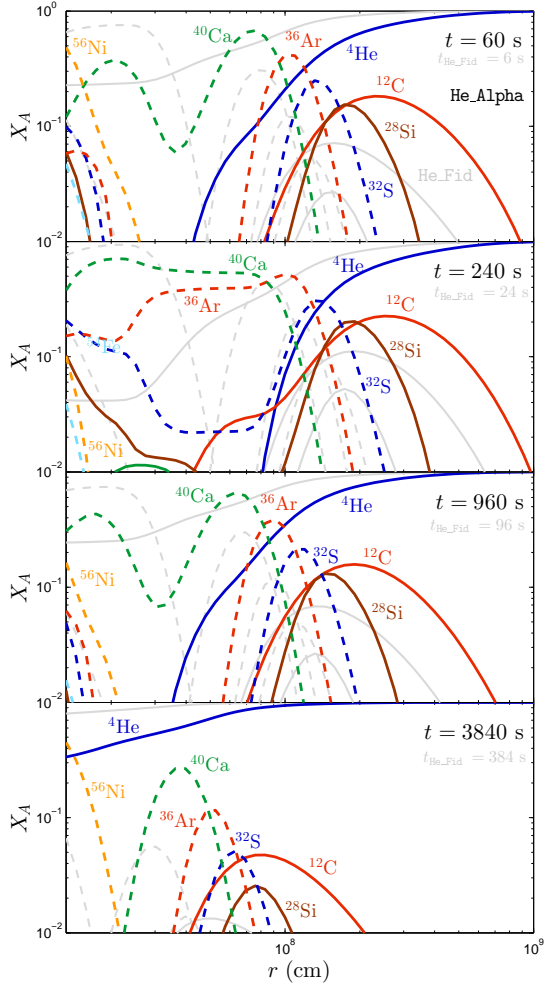 10⁰
⁵⁶Ni
⁴⁰Ca
³⁶Ar
⁴He
¹²C
t = 60 s
t_He_Fid = 6 s
He_Alpha
²⁸Si
He_Fid
³²S
X_A
10⁻¹
10⁻²
⁴⁰Ca
⁴He
t = 240 s
t_He_Fid = 24 s
³⁶Ar
¹²C
²⁸Si
³²S
⁵⁶Ni
X_A
10⁻¹
10⁻²
⁴⁰Ca
³⁶Ar
⁴He
t = 960 s
t_He_Fid = 96 s
³²S
¹²C
⁵⁶Ni
²⁸Si
X_A
10⁻¹
10⁻²
⁴He
t = 3840 s
t_He_Fid = 384 s
⁴⁰Ca
⁵⁶Ni
³⁶Ar
³²S
¹²C
²⁸Si
X_A
10⁻¹
10⁻²
10⁸
10⁹
r (cm)